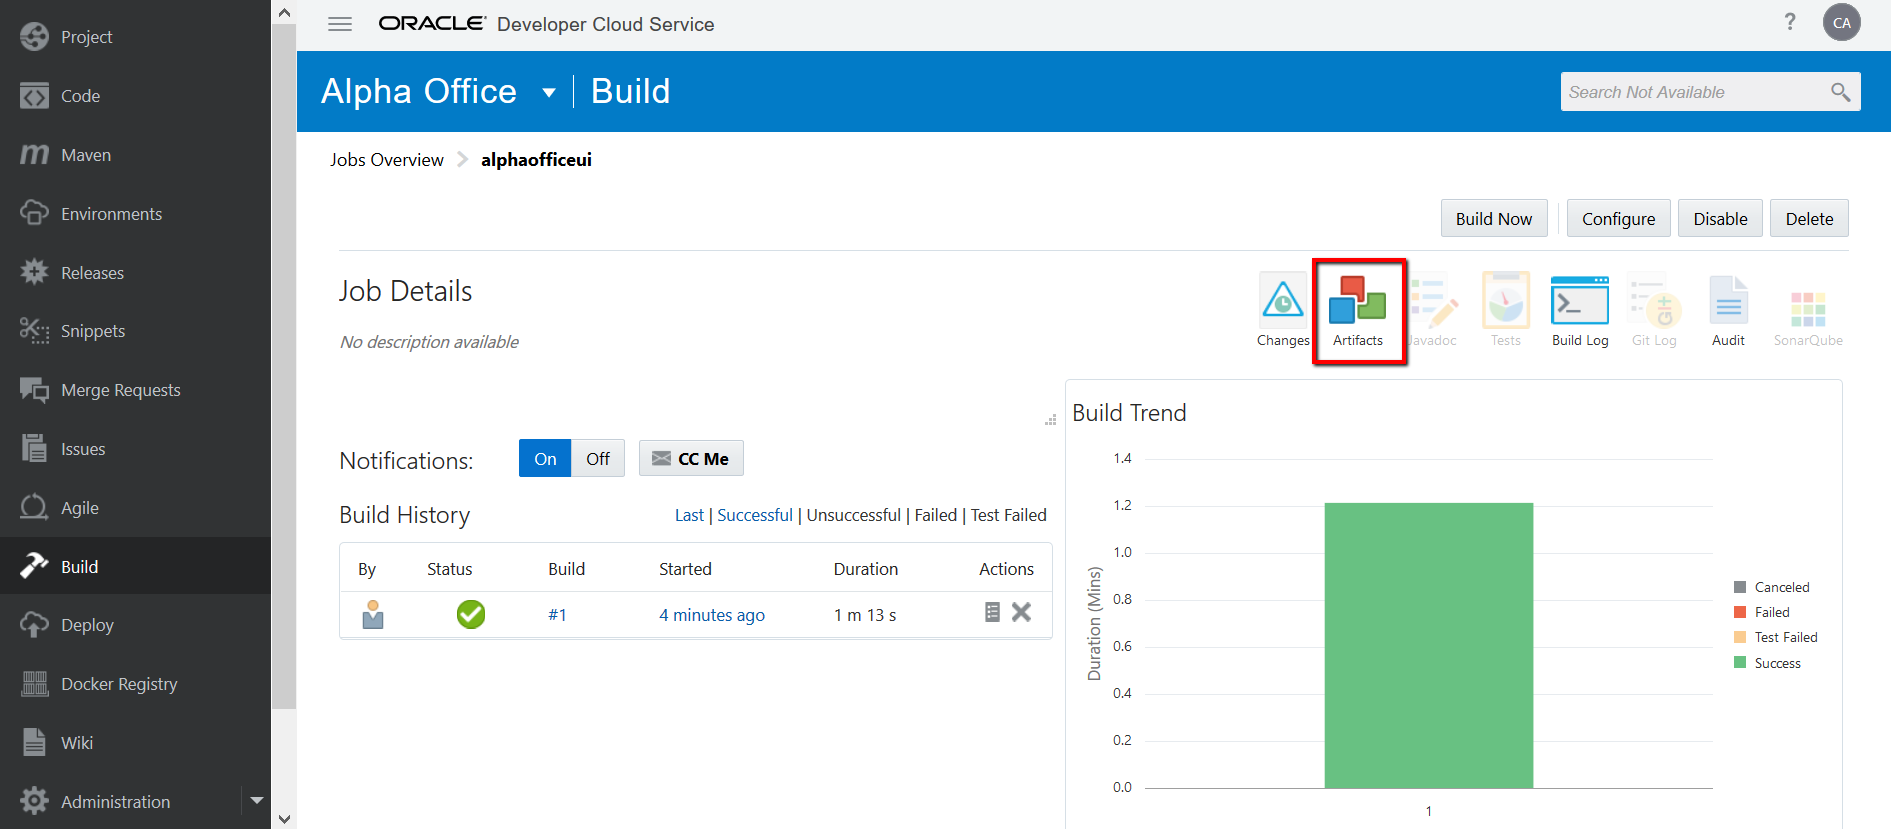 Project
Code
Maven
Environments
Releases
Snippets
Merge Requests
Issues
Agile
Build
Deploy
Docker Registry
Wiki
Administration
ORACLE Developer Cloud Service
? CA
Alpha Office Build
Search Not Available
Jobs Overview alphaofficeui
Build Now Configure Disable Delete
Job Details
No description available
Changes Artifacts Javadoc Tests Build Log Git Log Audit SonarQube
Notifications: On Off CC Me
Build History Last | Successful | Unsuccessful | Failed | Test Failed
By Status Build Started Duration Actions
#1 4 minutes ago 1 m 13 s
Build Trend
1.4
1.2
1.0
0.8
0.6
0.4
0.2
0.0
Duration (Mins)
1
Canceled
Failed
Test Failed
Success